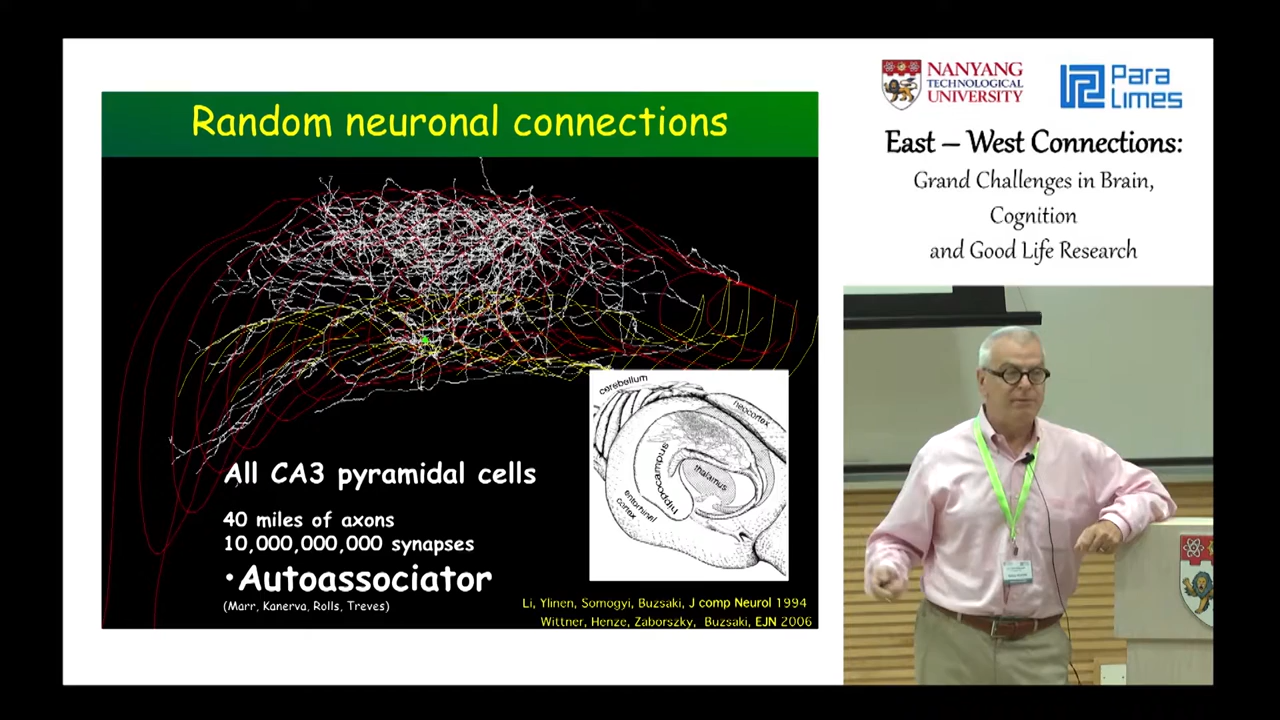 Random neuronal connections
cerebellum
neocortex
hippocampus
thalamus
entorhinal
cortex
All CA3 pyramidal cells
40 miles of axons
10,000,000,000 synapses
•Autoassociator
(Marr, Kanerva, Rolls, Treves)
Li, Ylinen, Somogyi, Buzsaki, J comp Neurol 1994
Wittner, Henze, Zaborszky, Buzsaki, EJN 2006
NANYANG
TECHNOLOGICAL
UNIVERSITY
Para
Limes
East – West Connections:
Grand Challenges in Brain,
Cognition
and Good Life Research